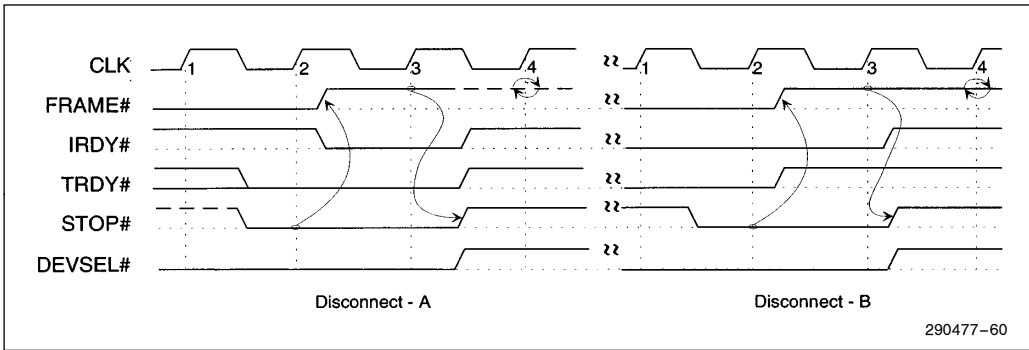 CLK 1 2 3 4 1 2 3 4
FRAME#
IRDY#
TRDY#
STOP#
DEVSEL#
Disconnect - A Disconnect - B
290477–60